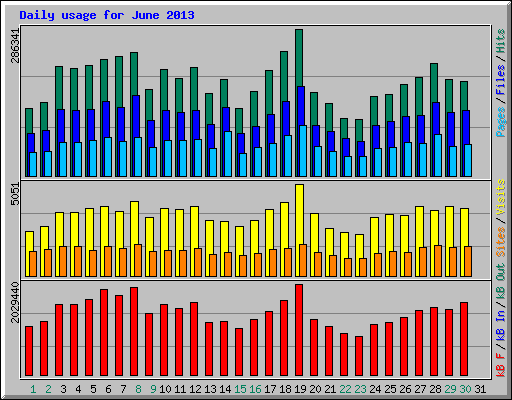 Daily usage for June 2013
286341
Pages / Files / Hits
5051
Sites / Visits
2029440
kB F / kB In / kB Out
1 2 3 4 5 6 7 8 9 10 11 12 13 14 15 16 17 18 19 20 21 22 23 24 25 26 27 28 29 30 31